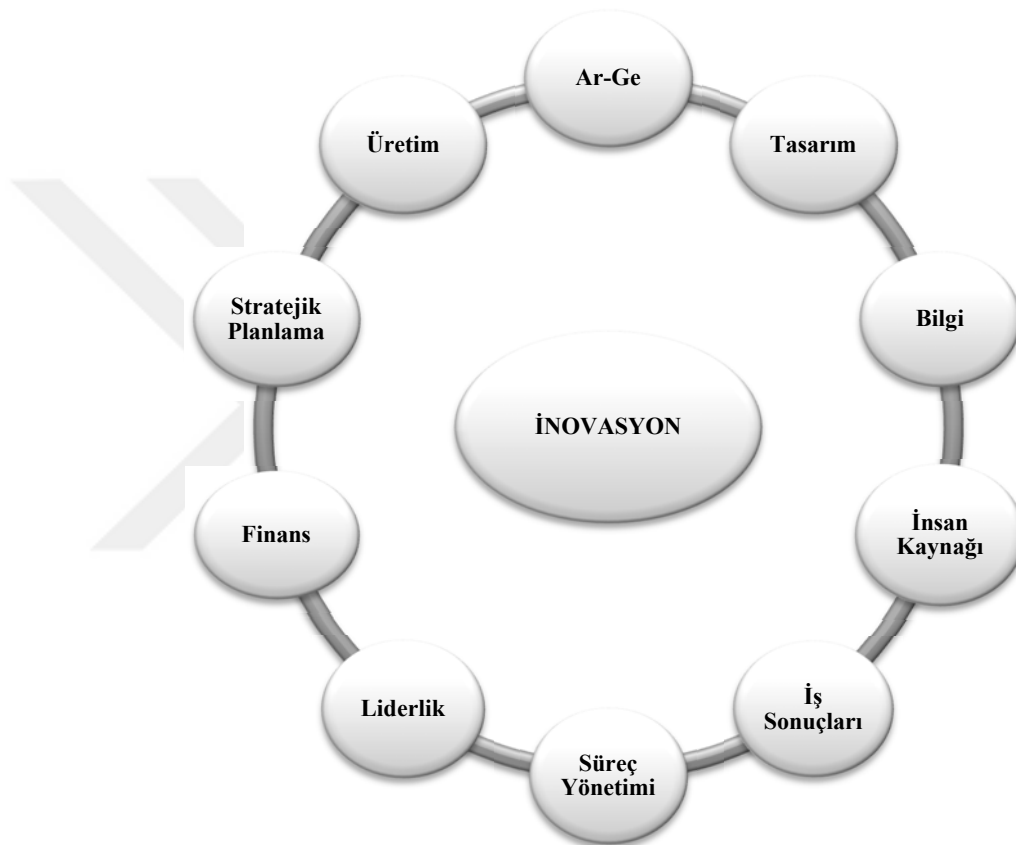 Ar-Ge
Tasarım
Bilgi
İnsan
Kaynağı
İş
Sonuçları
Süreç
Yönetimi
Liderlik
Finans
Stratejik
Planlama
Üretim
İNOVASYON